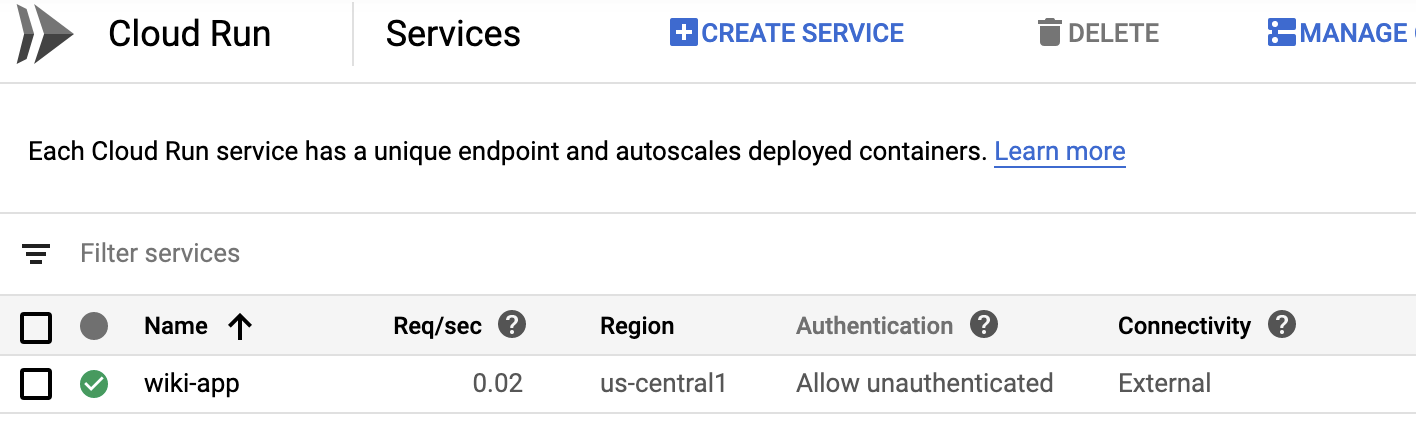 Cloud Run Services CREATE SERVICE DELETE MANAGE
Each Cloud Run service has a unique endpoint and autoscales deployed containers. Learn more
Filter services
Name Req/sec Region Authentication Connectivity
wiki-app 0.02 us-central1 Allow unauthenticated External